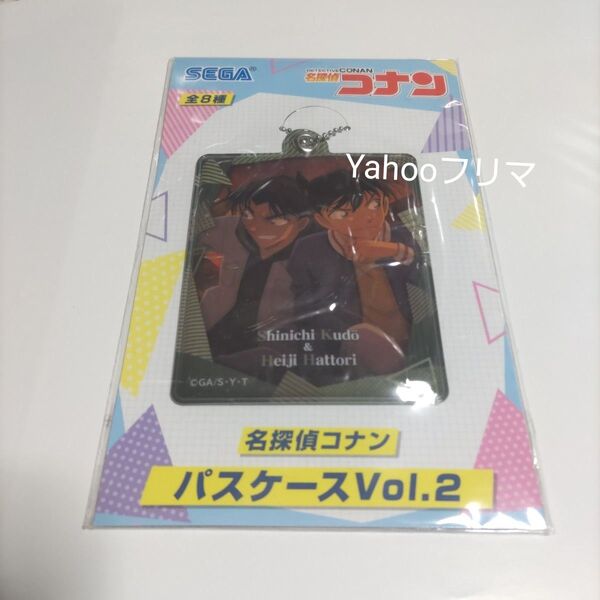 SEGA®
DETECTIVE CONAN
名探偵コナン
全8種
Yahooフリマ
Shinichi Kudo
&
Heiji Hattori
©GA/S・Y・T
名探偵コナン
パスケースVol.2